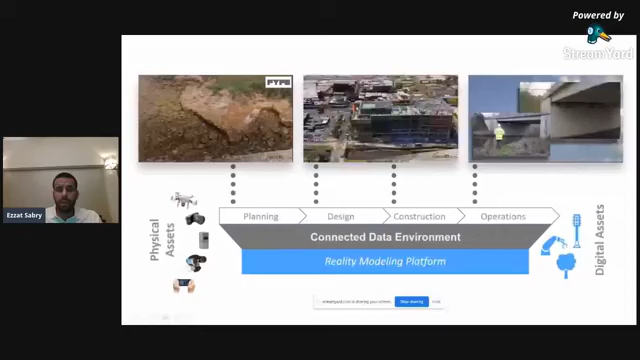 Powered by
StreamYard
FYFE
Ezzat Sabry
Physical
Assets
Planning
Design
Construction
Operations
Connected Data Environment
Reality Modeling Platform
Digital Assets
streamyard.com is sharing your screen.
Stop sharing
Hide